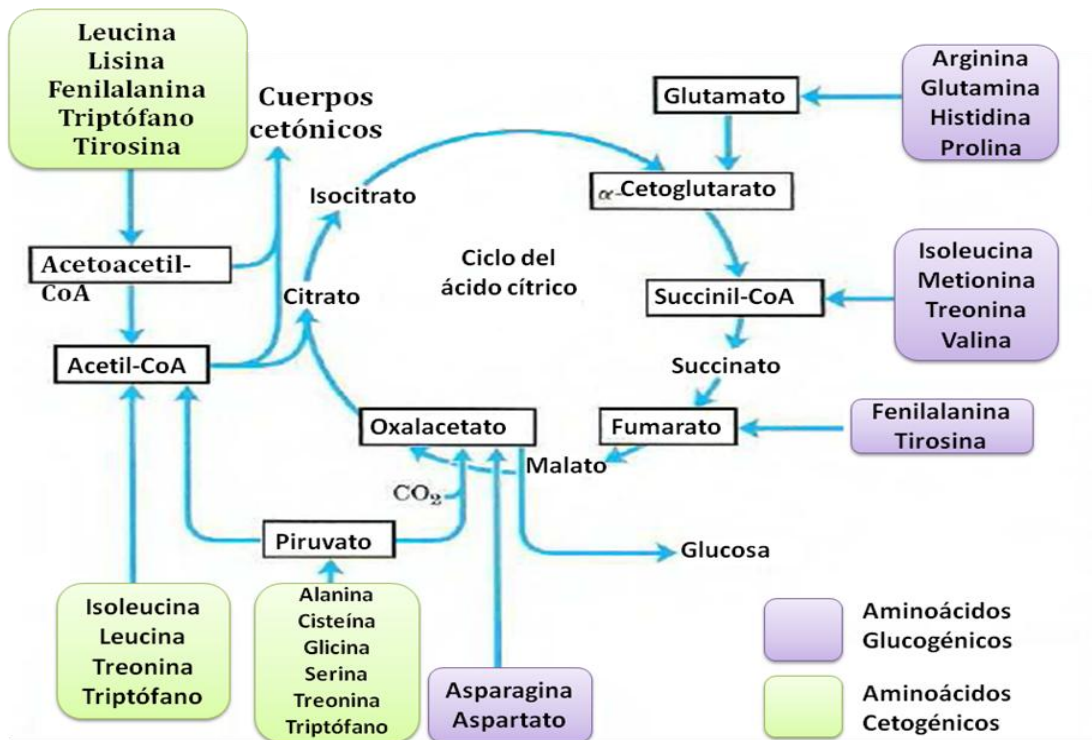 Leucina
Lisina
Fenilalanina
Triptófano
Tirosina
Cuerpos
cetónicos
Glutamato
Arginina
Glutamina
Histidina
Prolina
Isocitrato
α-Cetoglutarato
Acetoacetil-
CoA
Citrato
Ciclo del
ácido cítrico
Succinil-CoA
Isoleucina
Metionina
Treonina
Valina
Acetil-CoA
Succinato
Oxalacetato
Fumarato
Fenilalanina
Tirosina
Malato
CO₂
Piruvato
Glucosa
Isoleucina
Leucina
Treonina
Triptófano
Alanina
Cisteína
Glicina
Serina
Treonina
Triptófano
Asparagina
Aspartato
Aminoácidos
Glucogénicos
Aminoácidos
Cetogénicos